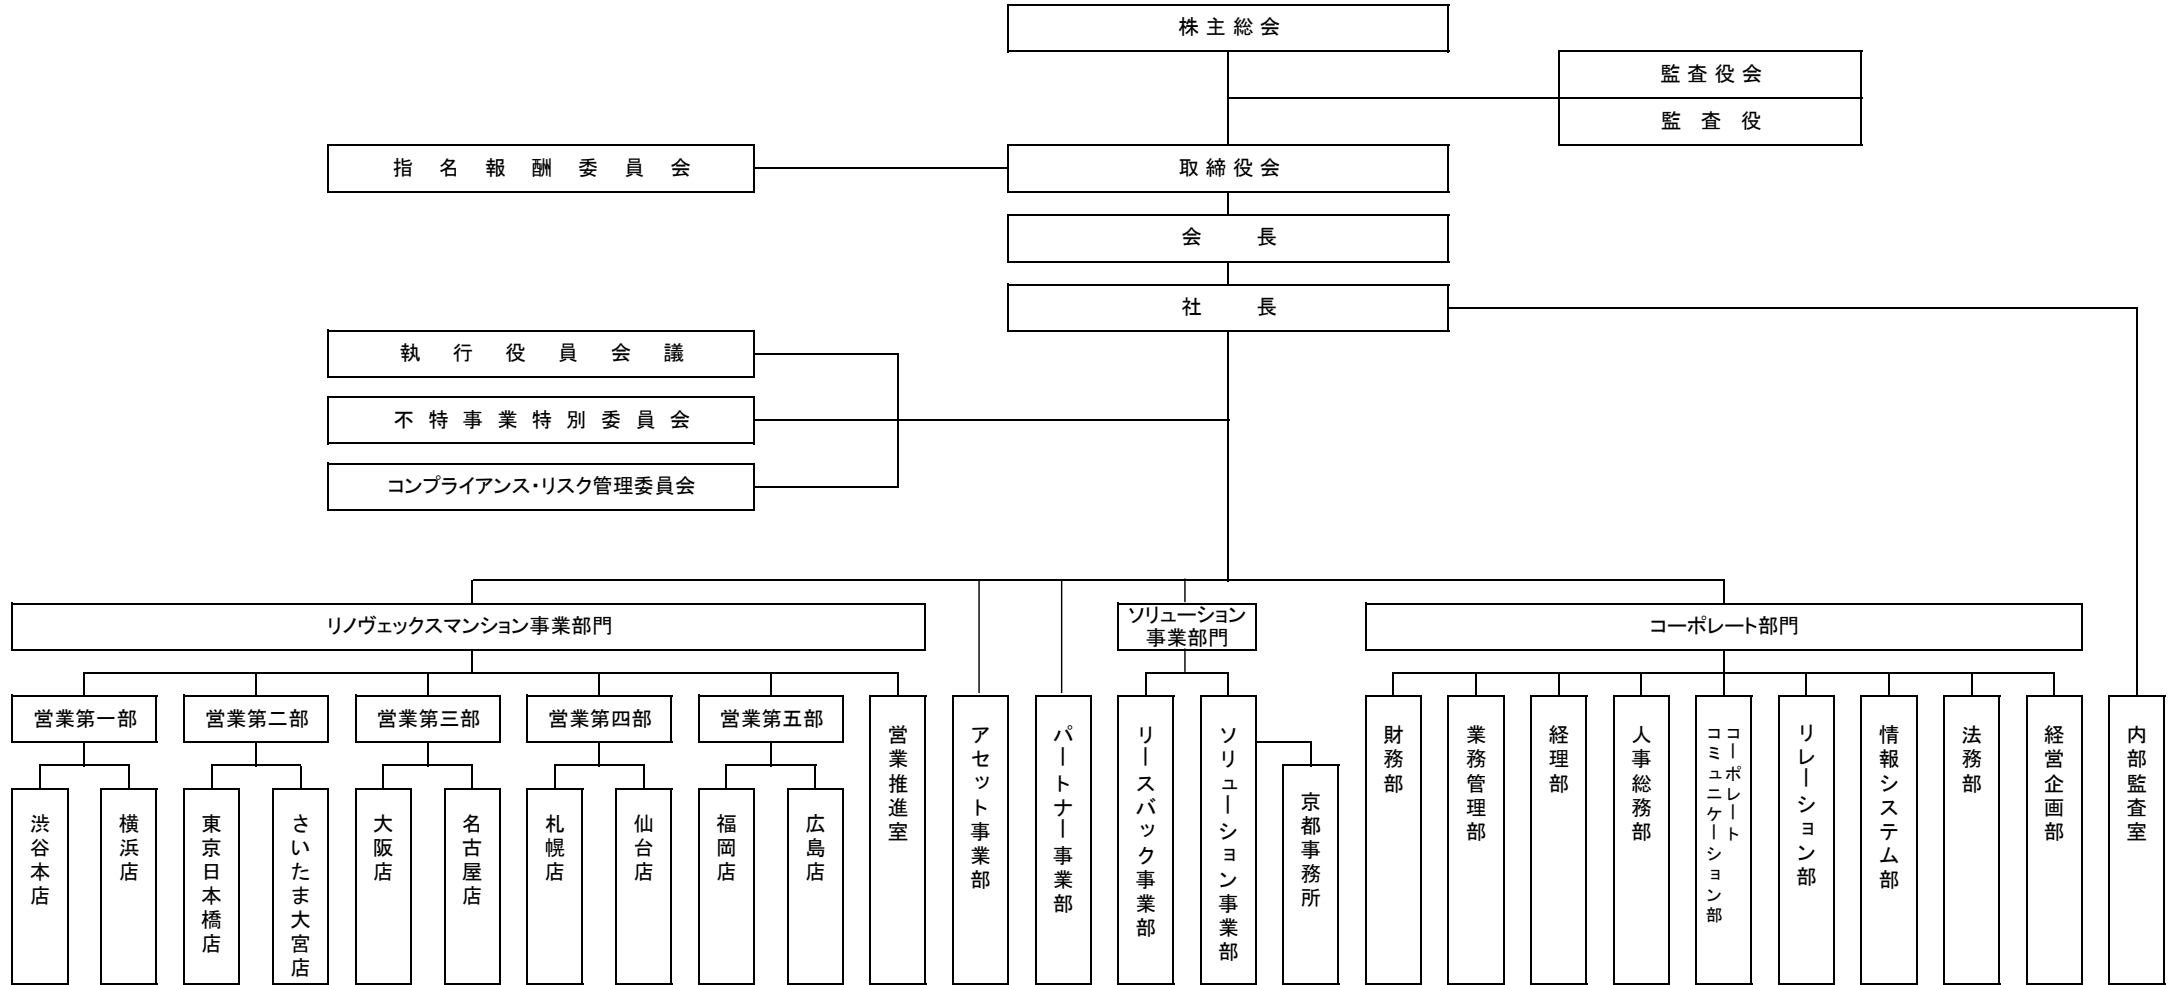 株主総会
監査役会
監査役
指名報酬委員会
取締役会
会長
社長
執行役員会議
不特事業特別委員会
コンプライアンス・リスク管理委員会
リノヴェックスマンション事業部門
ソリューション
事業部門
コーポレート部門
営業第一部
営業第二部
営業第三部
営業第四部
営業第五部
営業推進室
アセット事業部
パートナー事業部
リースバック事業部
ソリューション事業部
京都事務所
財務部
業務管理部
経理部
人事総務部
コーポレート
コミュニケーション部
リレーション部
情報システム部
法務部
経営企画部
内部監査室
渋谷本店
横浜店
東京日本橋店
さいたま大宮店
大阪店
名古屋店
札幌店
仙台店
福岡店
広島店